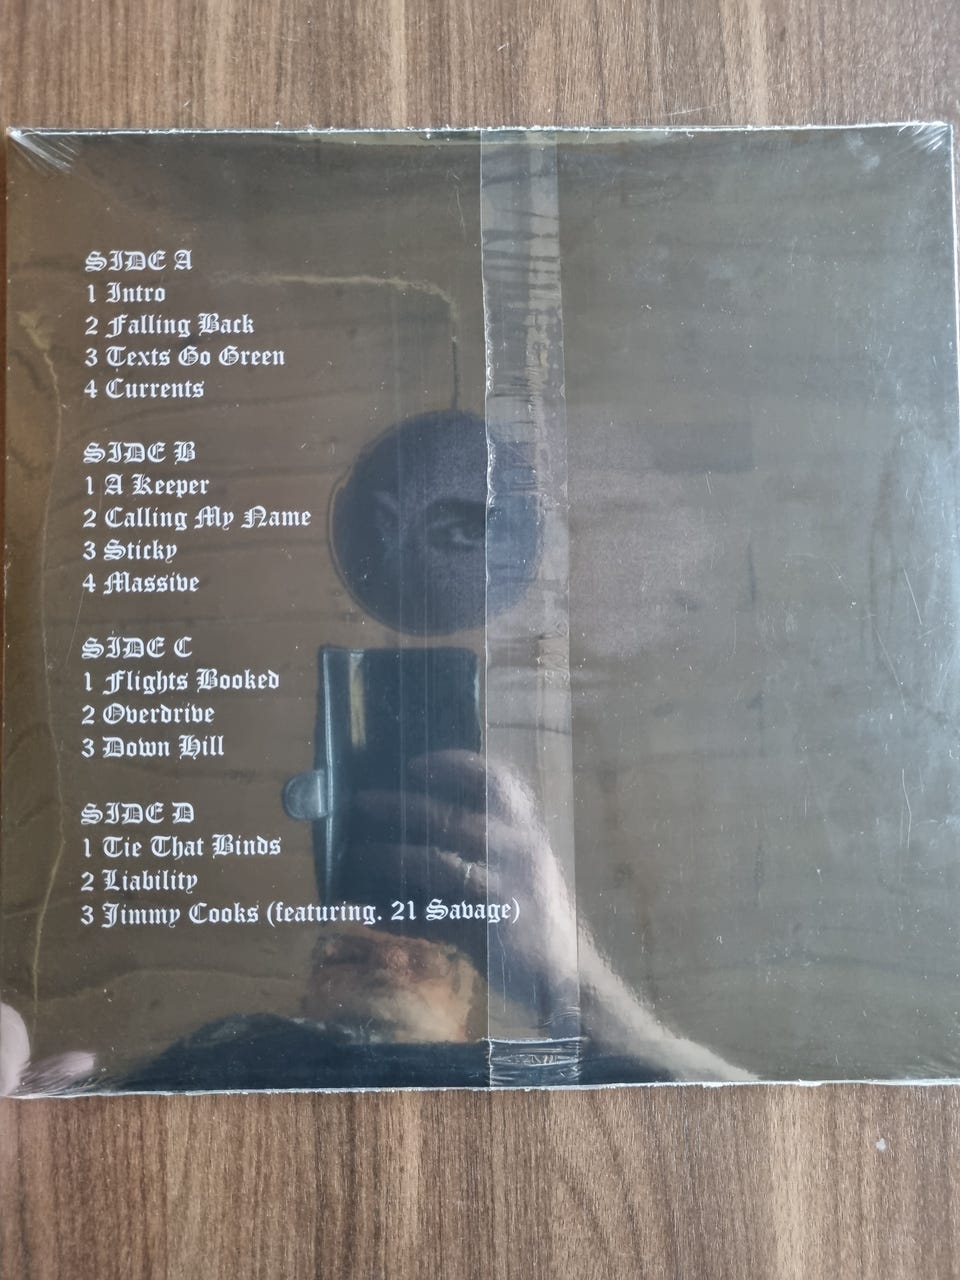 SIDE A
1 Intro
2 Falling Back
3 Texts Go Green
4 Currents
SIDE B
1 A Keeper
2 Calling My Name
3 Sticky
4 Massive
SIDE C
1 Flights Booked
2 Overdrive
3 Down Hill
SIDE D
1 Tie That Binds
2 Liability
3 Jimmy Cooks (featuring. 21 Savage)